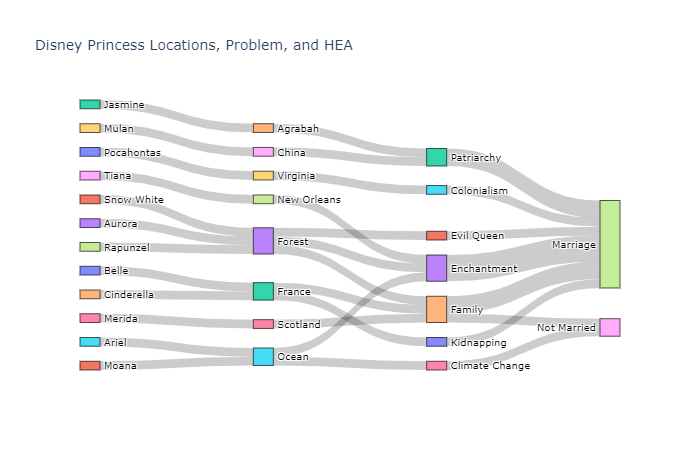 Disney Princess Locations, Problem, and HEA
Jasmine
Mulan
Pocahontas
Tiana
Snow White
Aurora
Rapunzel
Belle
Cinderella
Merida
Ariel
Moana
Agrabah
China
Virginia
New Orleans
Forest
France
Scotland
Ocean
Patriarchy
Colonialism
Evil Queen
Enchantment
Family
Kidnapping
Climate Change
Marriage
Not Married